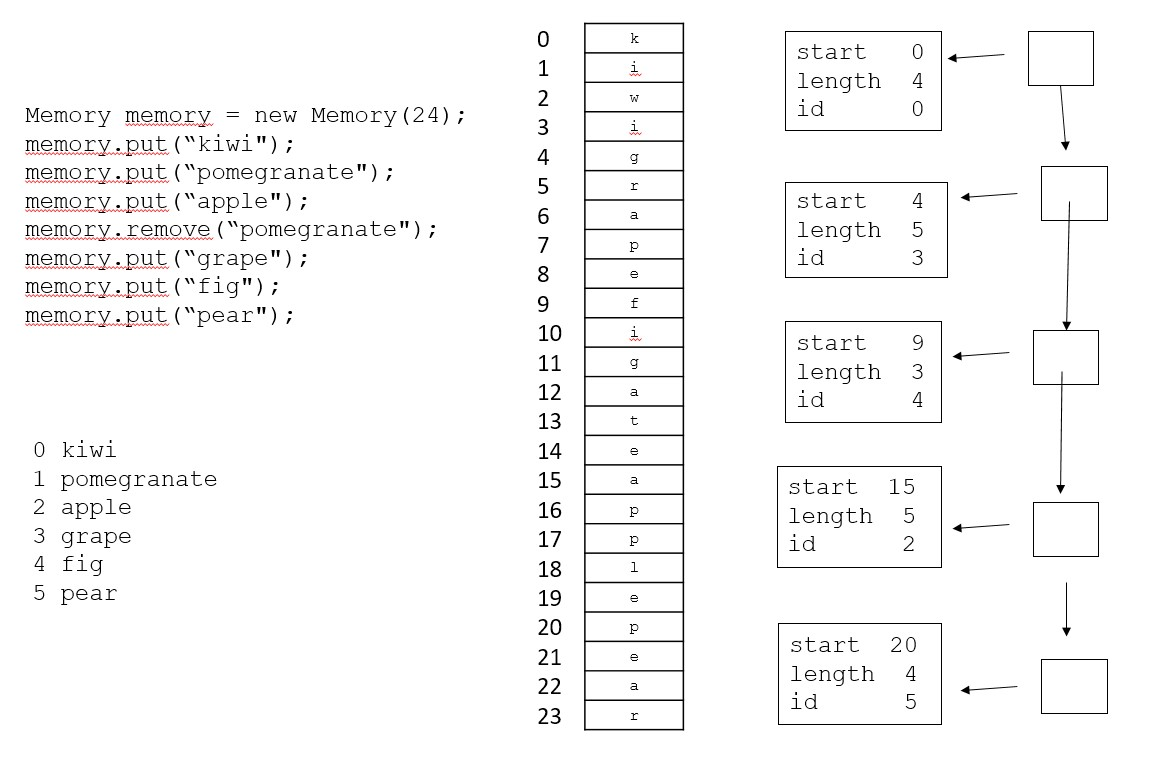 Memory memory = new Memory(24);
memory.put(“kiwi");
memory.put(“pomegranate");
memory.put(“apple");
memory.remove(“pomegranate");
memory.put(“grape");
memory.put(“fig");
memory.put(“pear");
0 kiwi
1 pomegranate
2 apple
3 grape
4 fig
5 pear
0 k
1 i
2 w
3 i
4 g
5 r
6 a
7 p
8 e
9 f
10 i
11 g
12 a
13 t
14 e
15 a
16 p
17 p
18 l
19 e
20 p
21 e
22 a
23 r
start 0
length 4
id 0
start 4
length 5
id 3
start 9
length 3
id 4
start 15
length 5
id 2
start 20
length 4
id 5